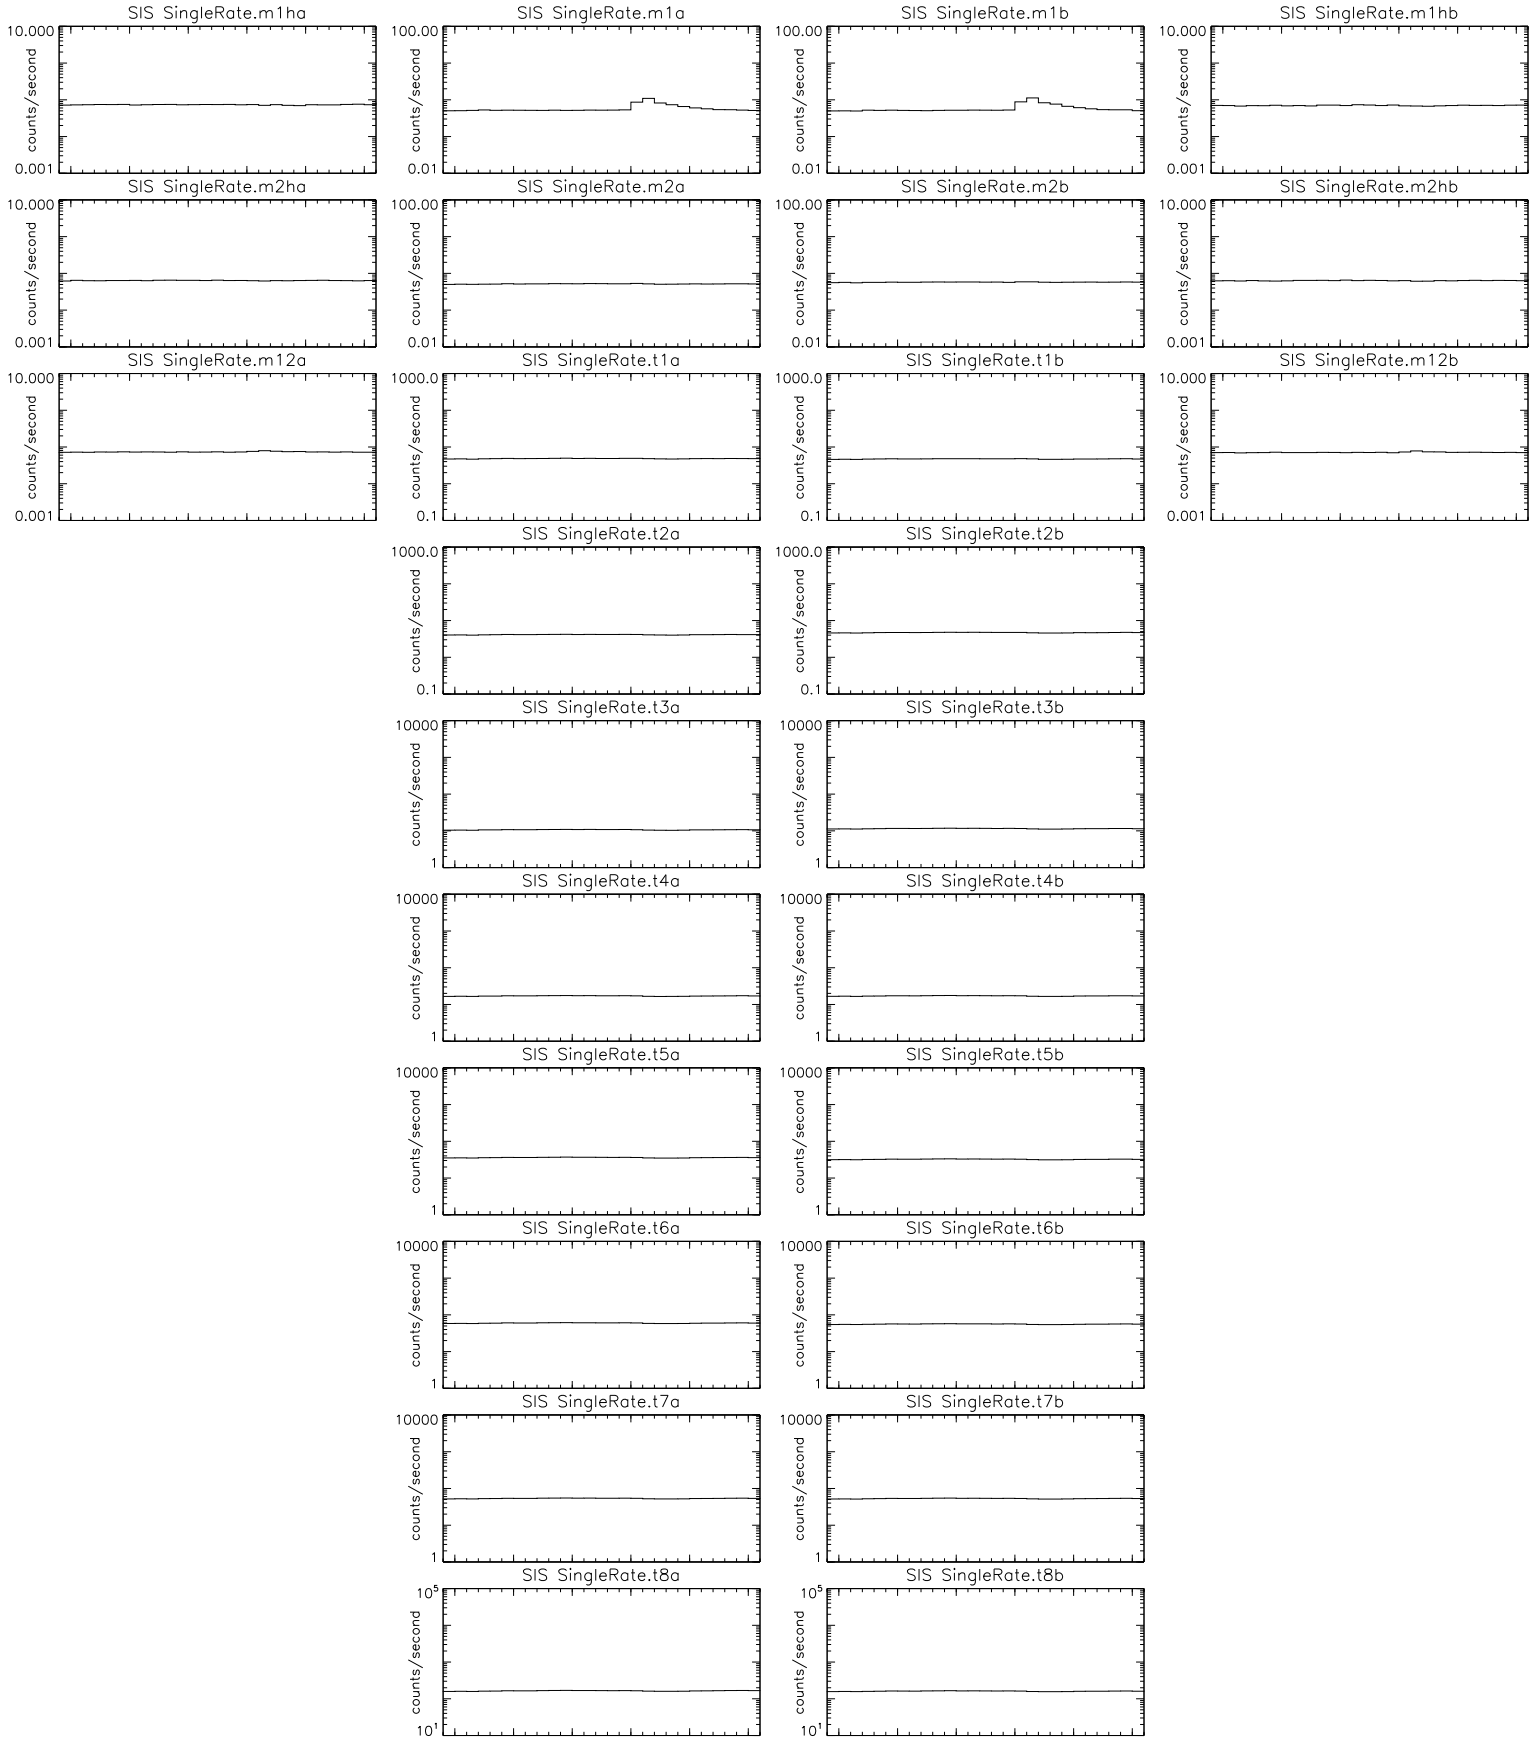 SIS SingleRate.m1ha
SIS SingleRate.m1a
SIS SingleRate.m1b
SIS SingleRate.m1hb
10.000
counts/second
0.001
100.00
counts/second
0.01
100.00
counts/second
0.01
10.000
counts/second
0.001
SIS SingleRate.m2ha
SIS SingleRate.m2a
SIS SingleRate.m2b
SIS SingleRate.m2hb
10.000
counts/second
0.001
100.00
counts/second
0.01
100.00
counts/second
0.01
10.000
counts/second
0.001
SIS SingleRate.m12a
SIS SingleRate.t1a
SIS SingleRate.t1b
SIS SingleRate.m12b
10.000
counts/second
0.001
1000.0
counts/second
0.1
1000.0
counts/second
0.1
10.000
counts/second
0.001
SIS SingleRate.t2a
SIS SingleRate.t2b
1000.0
counts/second
0.1
1000.0
counts/second
0.1
SIS SingleRate.t3a
SIS SingleRate.t3b
10000
counts/second
1
10000
counts/second
1
SIS SingleRate.t4a
SIS SingleRate.t4b
10000
counts/second
1
10000
counts/second
1
SIS SingleRate.t5a
SIS SingleRate.t5b
10000
counts/second
1
10000
counts/second
1
SIS SingleRate.t6a
SIS SingleRate.t6b
10000
counts/second
1
10000
counts/second
1
SIS SingleRate.t7a
SIS SingleRate.t7b
10000
counts/second
1
10000
counts/second
1
SIS SingleRate.t8a
SIS SingleRate.t8b
10⁵
counts/second
10¹
10⁵
counts/second
10¹